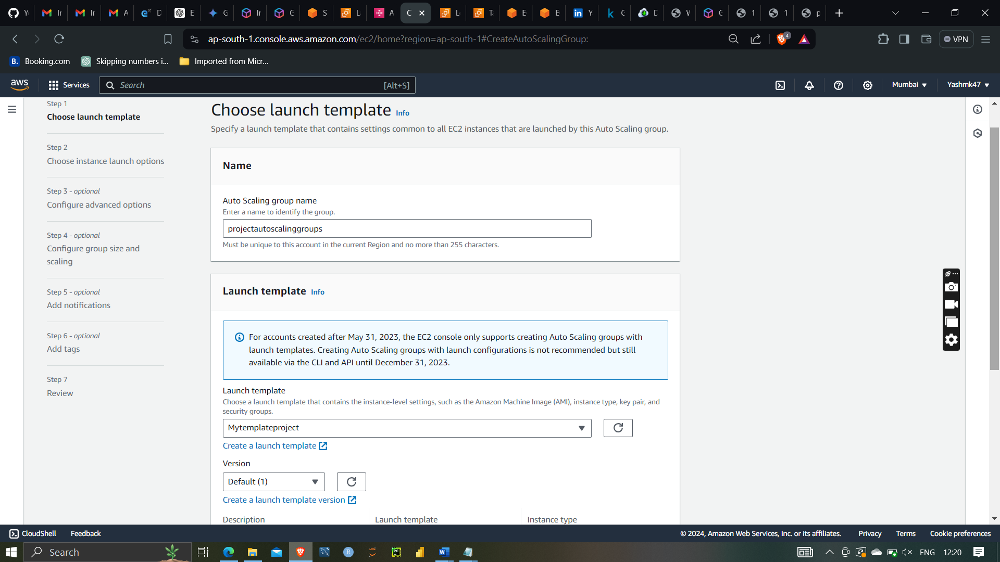 Y
Ir
Ir
A
D
E
G
Ir
G
S
L
A
C
L
T
E
E
Y
C
D
V
C
1
1
p
ap-south-1.console.aws.amazon.com/ec2/home?region=ap-south-1#CreateAutoScalingGroup:
4
VPN
B. Booking.com
Skipping numbers i...
Imported from Micr...
aws
Services
Search
[Alt+S]
Mumbai
Yashmk47
Step 1
Choose launch template
Step 2
Choose instance launch options
Step 3 - optional
Configure advanced options
Step 4 - optional
Configure group size and
scaling
Step 5 - optional
Add notifications
Step 6 - optional
Add tags
Step 7
Review
Choose launch template Info
Specify a launch template that contains settings common to all EC2 instances that are launched by this Auto Scaling group.
Name
Auto Scaling group name
Enter a name to identify the group.
projectautoscalinggroups
Must be unique to this account in the current Region and no more than 255 characters.
Launch template Info
For accounts created after May 31, 2023, the EC2 console only supports creating Auto Scaling groups with
launch templates. Creating Auto Scaling groups with launch configurations is not recommended but still
available via the CLI and API until December 31, 2023.
Launch template
Choose a launch template that contains the instance-level settings, such as the Amazon Machine Image (AMI), instance type, key pair, and
security groups.
Mytemplateproject
Create a launch template
Version
Default (1)
Create a launch template version
Description
Launch template
Instance type
CloudShell
Feedback
© 2024, Amazon Web Services, Inc. or its affiliates.
Privacy
Terms
Cookie preferences
Search
ENG
12:20